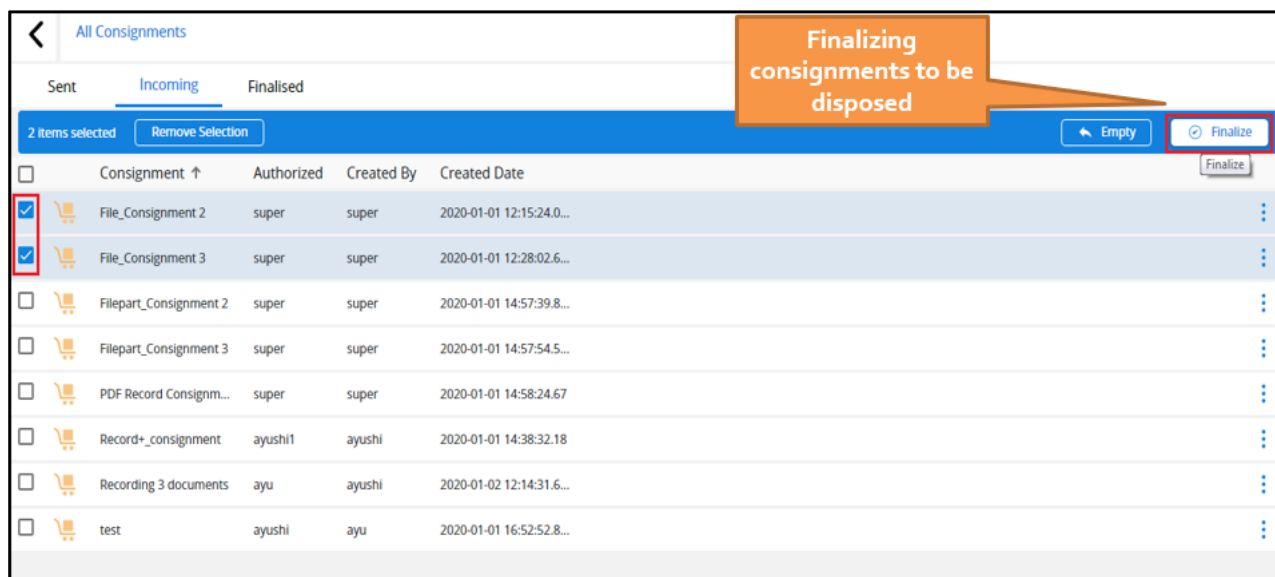 All Consignments
Finalizing
consignments to be
disposed
Sent Incoming Finalised
2 items selected Remove Selection Empty Finalize
Finalize
Consignment ↑ Authorized Created By Created Date
File_Consignment 2 super super 2020-01-01 12:15:24.0...
File_Consignment 3 super super 2020-01-01 12:28:02.6...
Filepart_Consignment 2 super super 2020-01-01 14:57:39.8...
Filepart_Consignment 3 super super 2020-01-01 14:57:54.5...
PDF Record Consignm... super super 2020-01-01 14:58:24.67
Record+_consignment ayushi1 ayushi 2020-01-01 14:38:32.18
Recording 3 documents ayu ayushi 2020-01-02 12:14:31.6...
test ayushi ayu 2020-01-01 16:52:52.8...